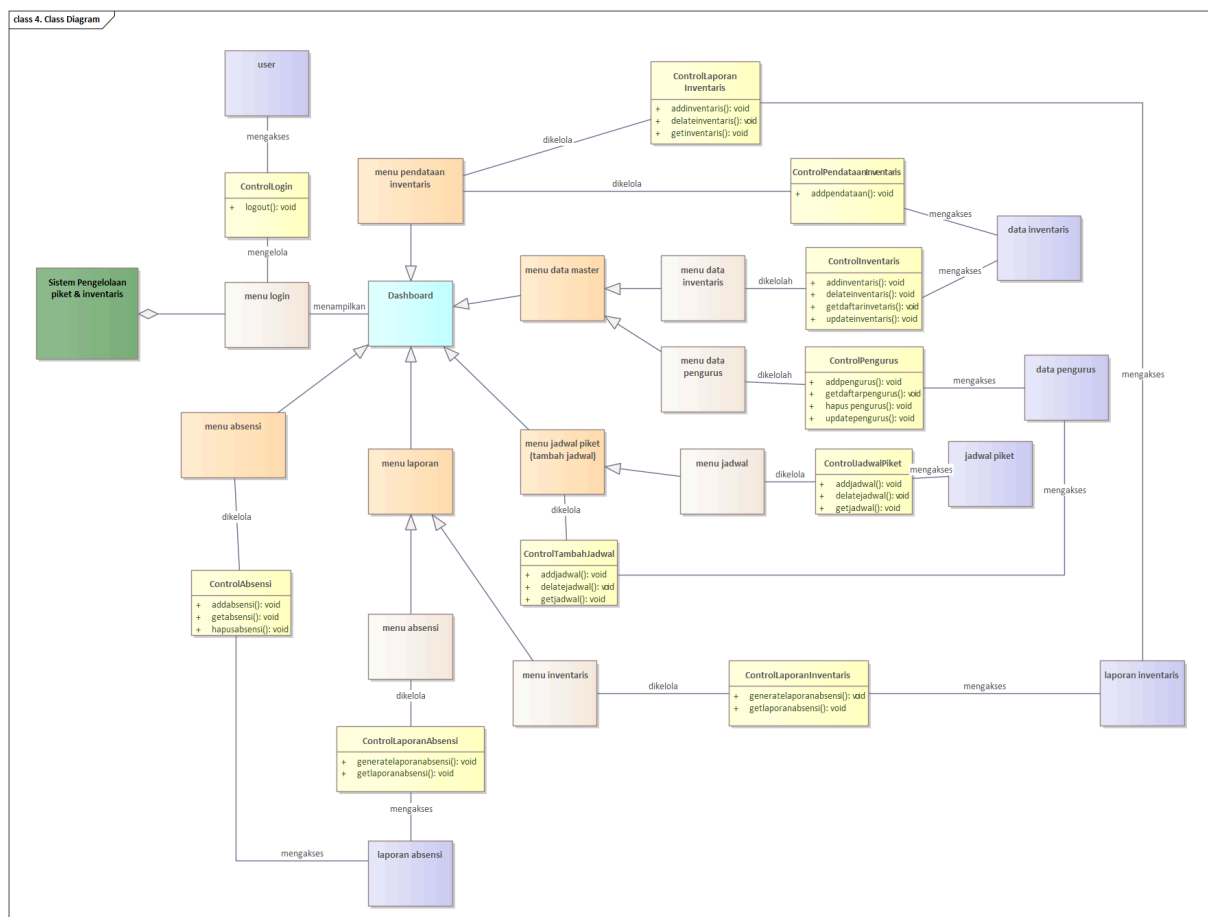 class 4. Class Diagram
user
mengakses
ControlLogin
+ logout(): void
mengelola
Sistem Pengelolaan
piket & inventaris
menu login
menampilkan
Dashboard
menu pendataan
inventaris
dikelola
ControlLaporan
Inventaris
+ addinventaris(): void
+ delateinventaris(): void
+ getinventaris(): void
dikelola
ControlPendataanInventaris
+ addpendataan(): void
mengakses
data inventaris
mengakses
menu data master
menu data
inventaris
dikelolah
ControlInventaris
+ addinventaris(): void
+ delateinventaris(): void
+ getdaftarinvetaris(): void
+ updateinventaris(): void
menu data
pengurus
dikelolah
ControlPengurus
+ addpengurus(): void
+ getdaftarpengurus(): void
+ hapus pengurus(): void
+ updatepengurus(): void
mengakses
data pengurus
mengakses
mengakses
menu absensi
menu laporan
menu jadwal piket
(tambah jadwal)
menu jadwal
dikelola
ControlJadwalPiket
+ addjadwal(): void
+ delatejadwal(): void
+ getjadwal(): void
mengakses
jadwal piket
dikelola
ControlTambahJadwal
+ addjadwal(): void
+ delatejadwal(): void
+ getjadwal(): void
dikelola
ControlAbsensi
+ addabsensi(): void
+ getabsensi(): void
+ hapusabsensi(): void
menu absensi
dikelola
menu inventaris
dikelola
ControlLaporanInventaris
+ generatelaporanabsensi(): void
+ getlaporanabsensi(): void
mengakses
laporan inventaris
ControlLaporanAbsensi
+ generatelaporanabsensi(): void
+ getlaporanabsensi(): void
mengakses
mengakses
laporan absensi